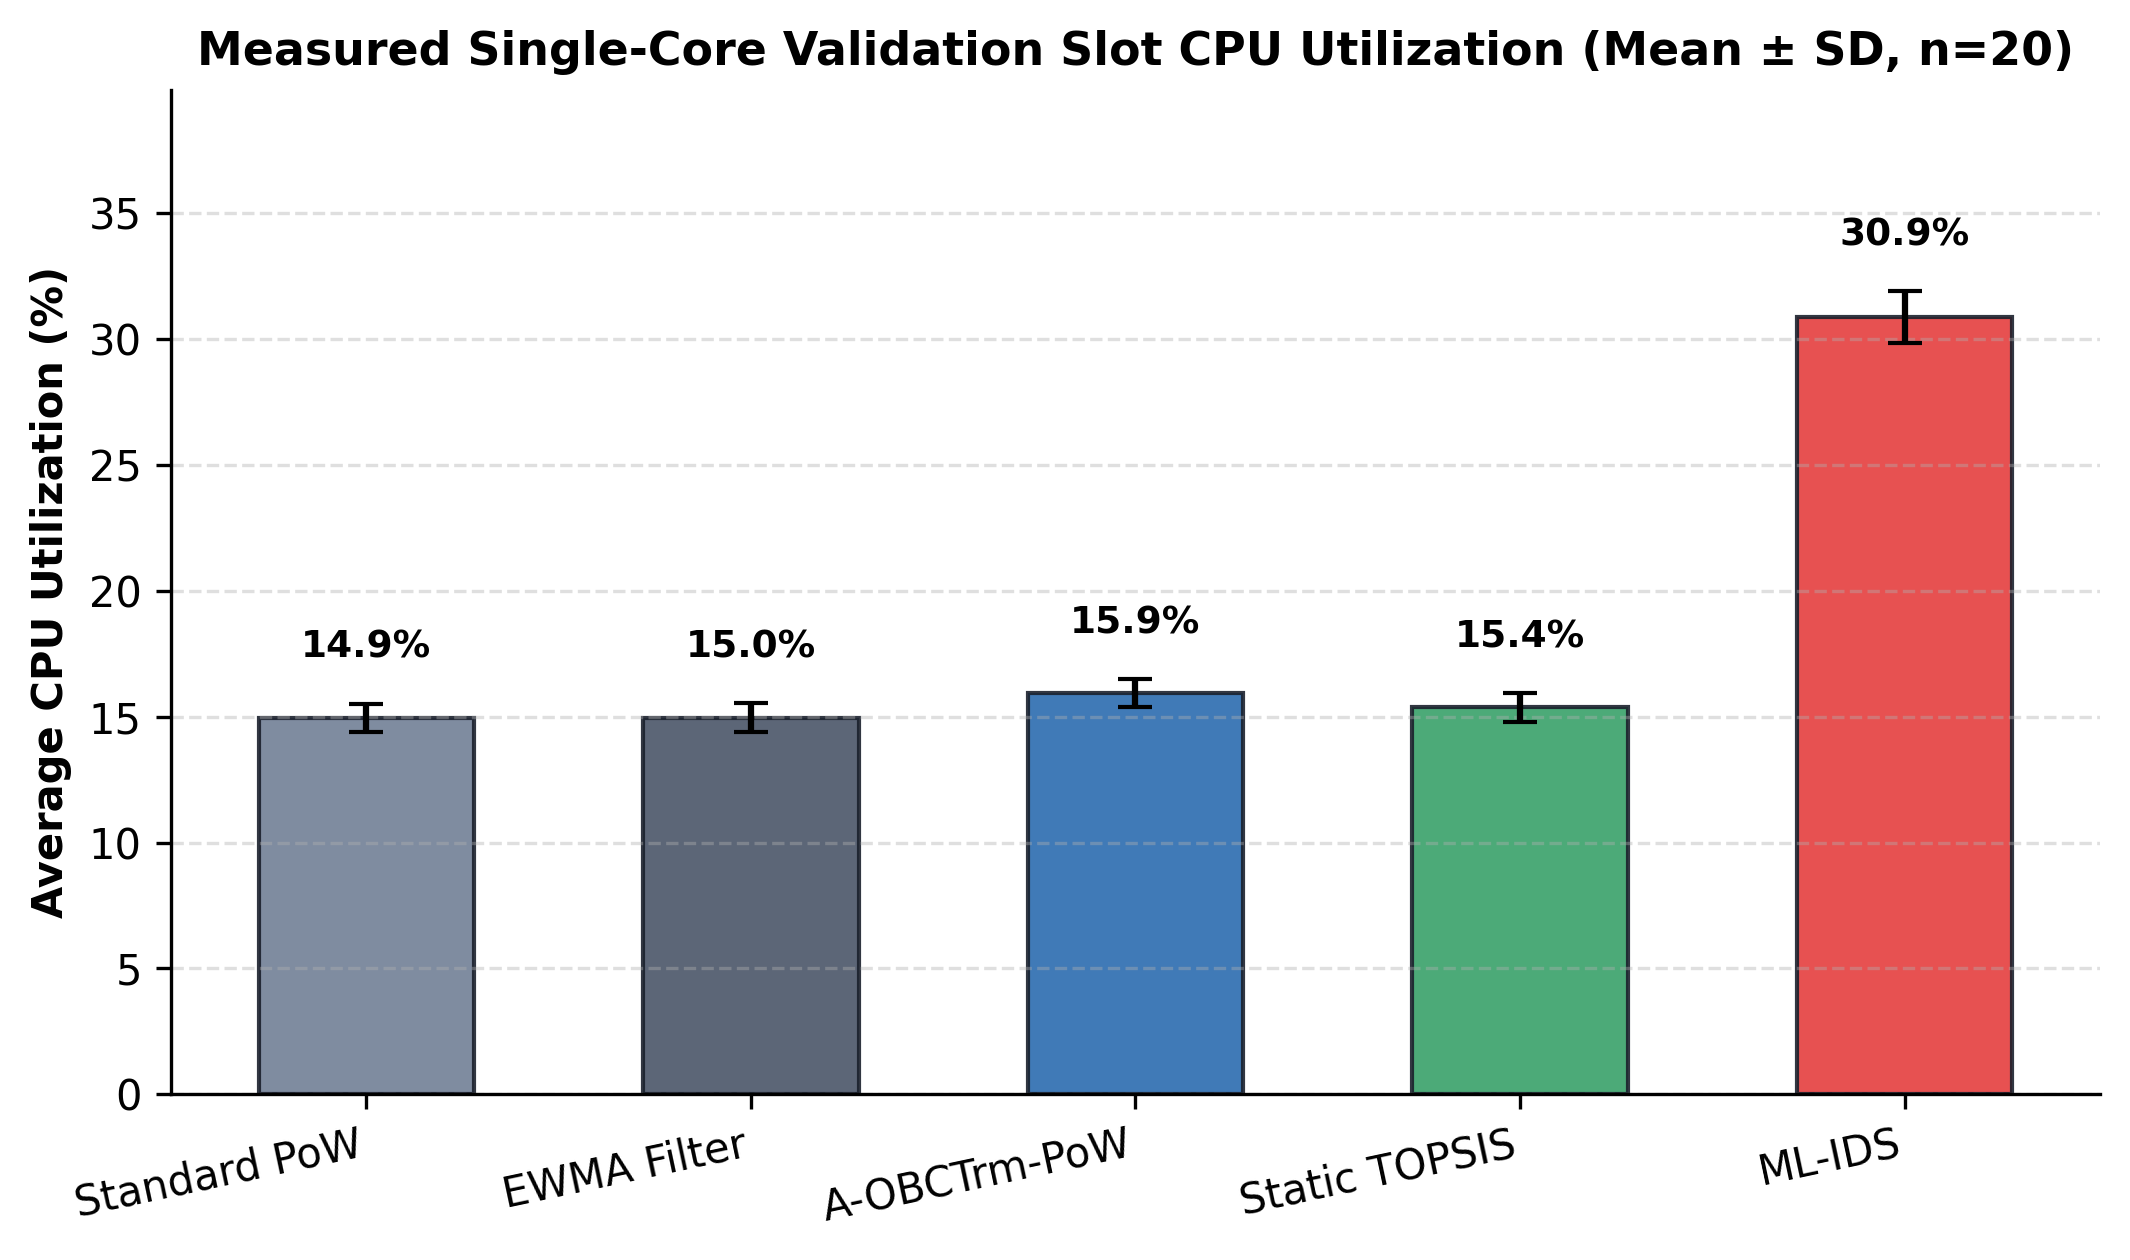 Measured Single-Core Validation Slot CPU Utilization (Mean ± SD, n=20)
Average CPU Utilization (%)
35
30
25
20
15
10
5
0
14.9%
15.0%
15.9%
15.4%
30.9%
Standard PoW
EWMA Filter
A-OBCTrm-PoW
Static TOPSIS
ML-IDS